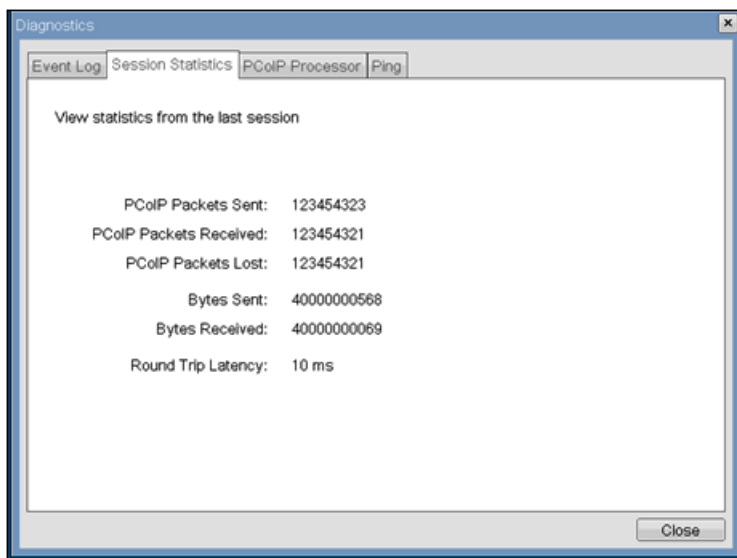 Diagnostics
Event Log Session Statistics PCoIP Processor Ping
View statistics from the last session
PCoIP Packets Sent: 123454323
PCoIP Packets Received: 123454321
PCoIP Packets Lost: 123454321
Bytes Sent: 40000000568
Bytes Received: 40000000069
Round Trip Latency: 10 ms
Close